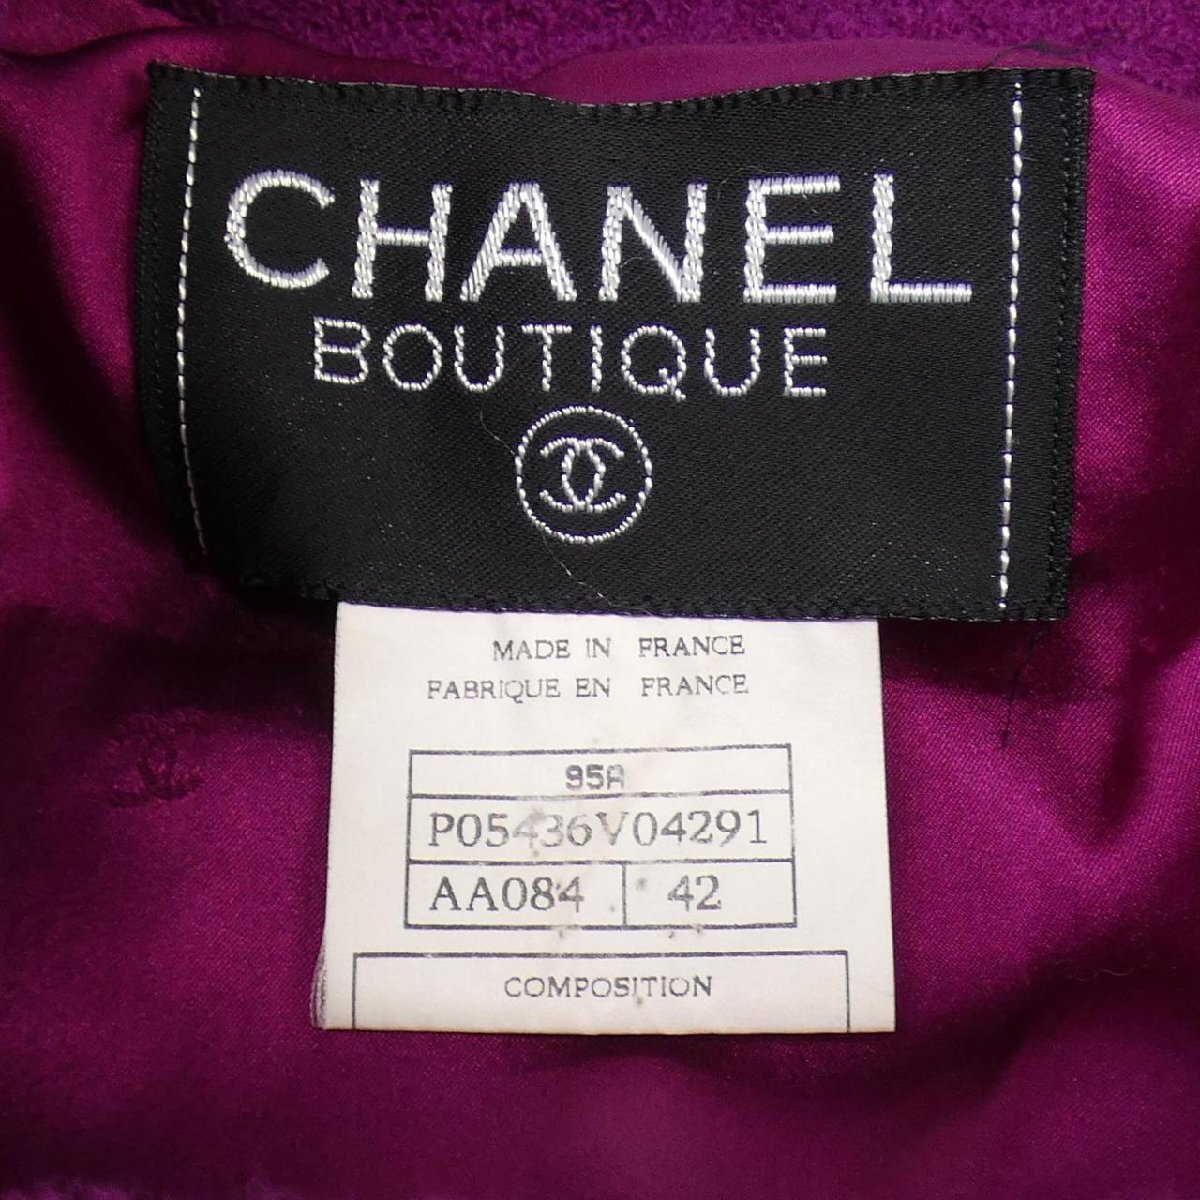 CHANEL
BOUTIQUE
MADE IN FRANCE
FABRIQUE EN FRANCE
95A
P05436V04291
AA084 42
COMPOSITION